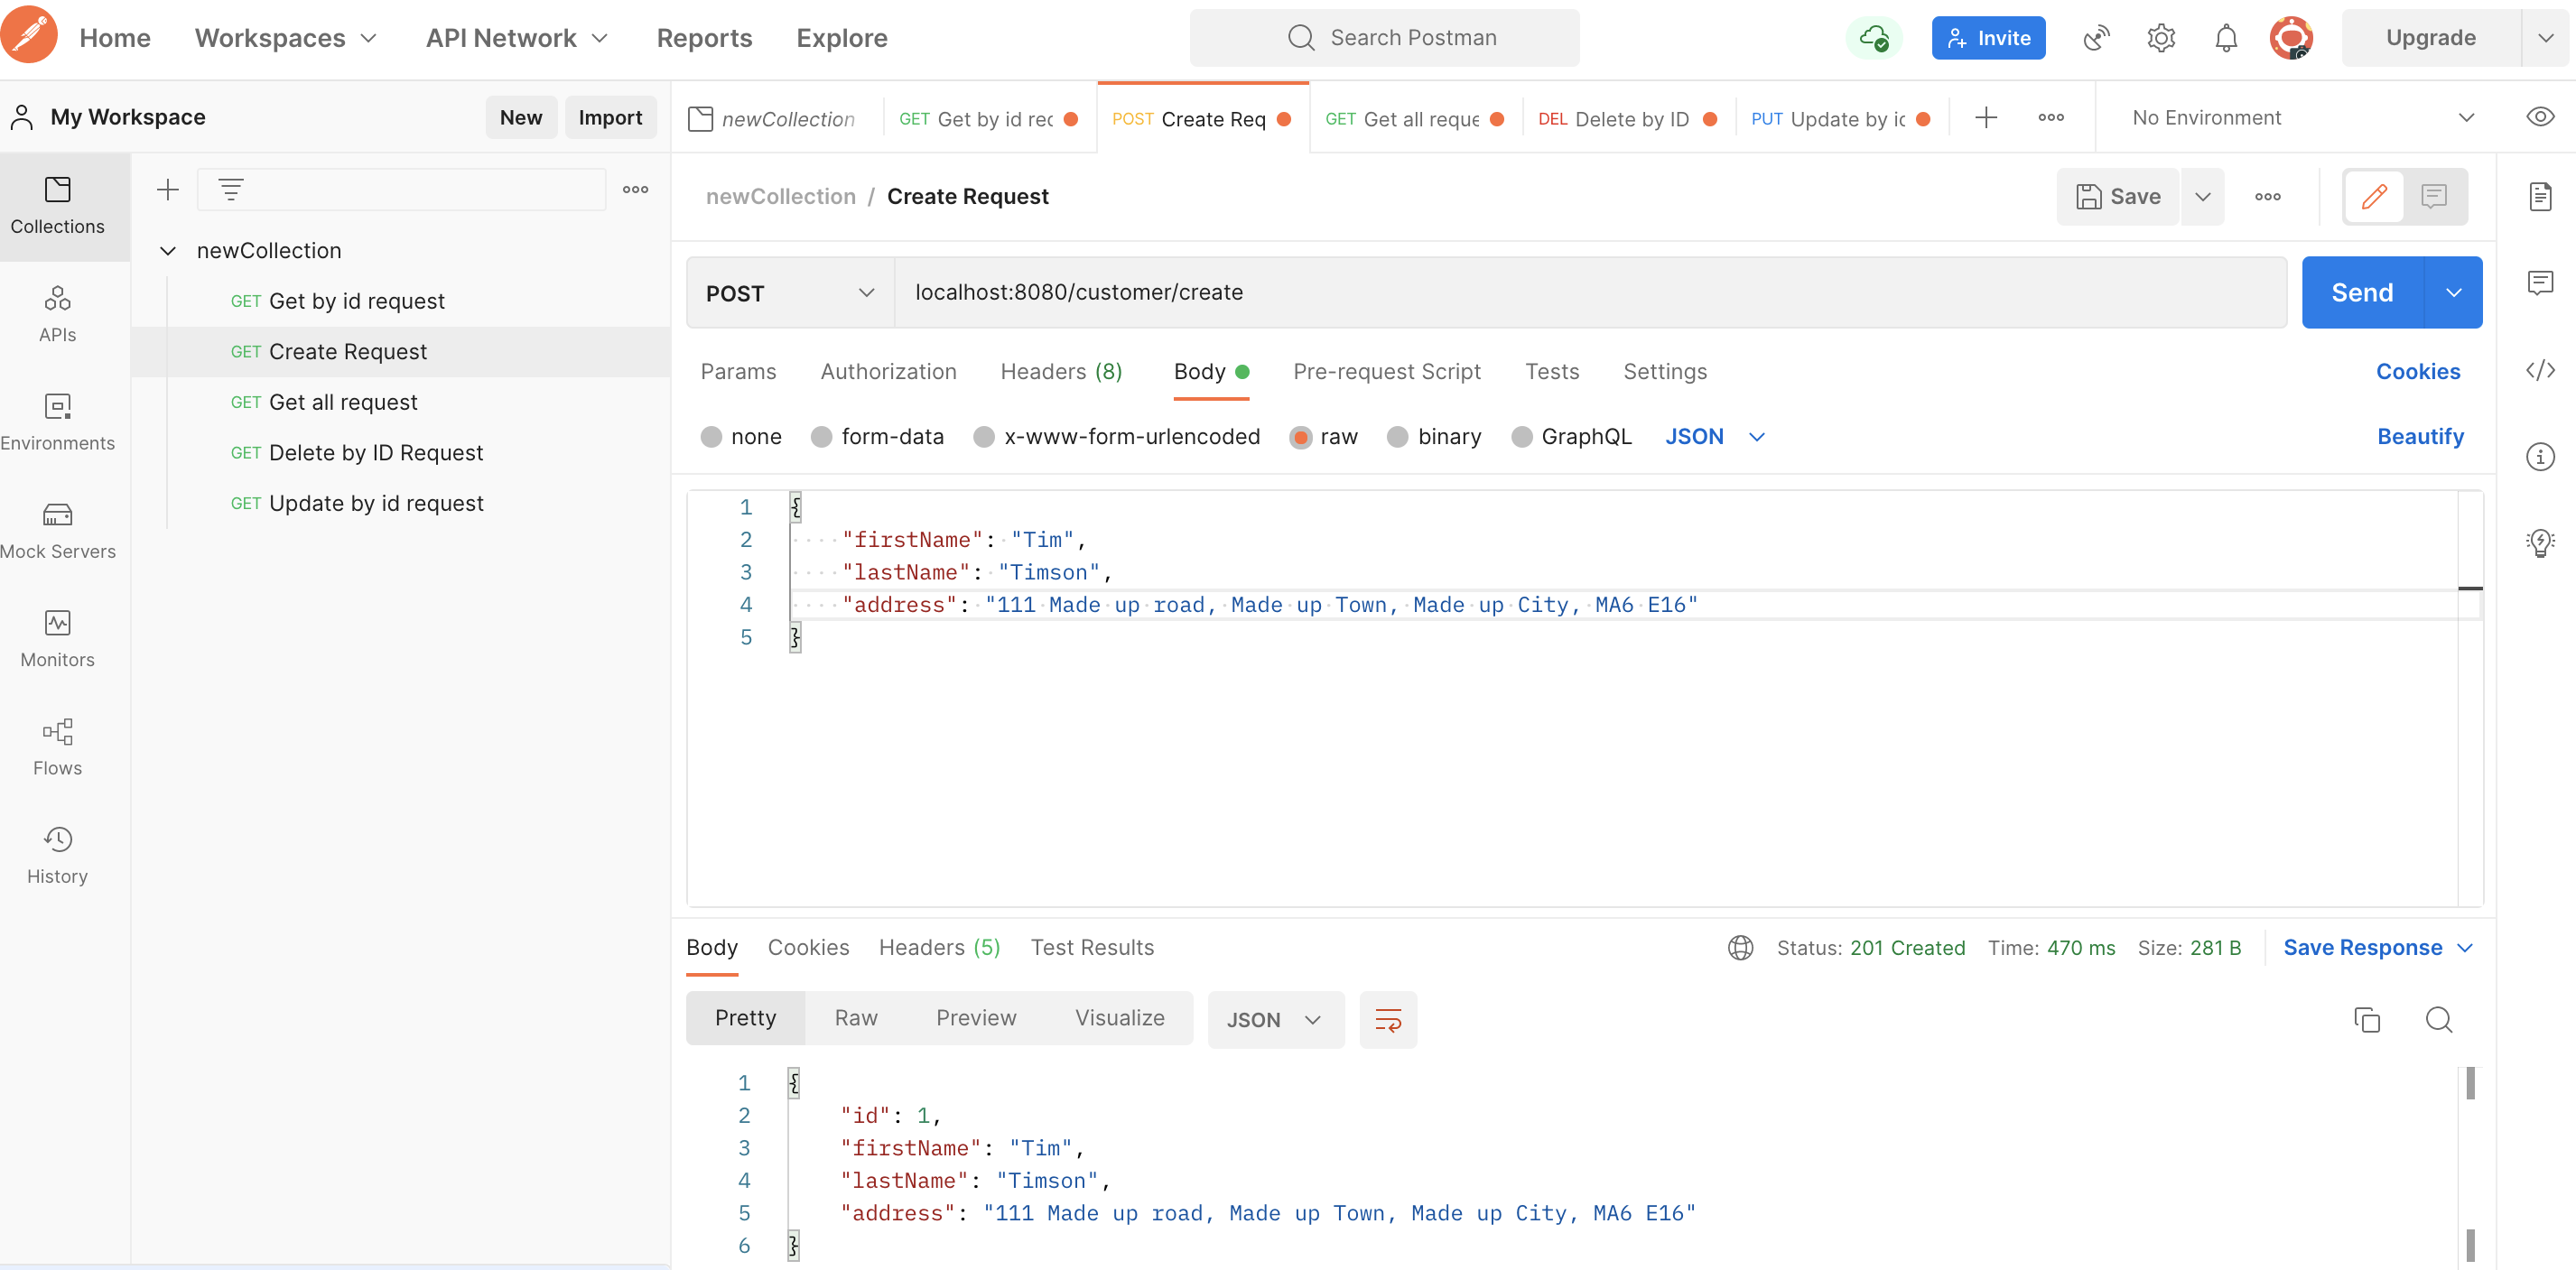 Home Workspaces API Network Reports Explore Search Postman Invite Upgrade
My Workspace New Import
newCollection GET Get by id rec POST Create Req GET Get all reque DEL Delete by ID PUT Update by ic No Environment
Collections
APIs
Environments
Mock Servers
Monitors
Flows
History
newCollection
GET Get by id request
GET Create Request
GET Get all request
GET Delete by ID Request
GET Update by id request
newCollection / Create Request Save
POST localhost:8080/customer/create Send
Params Authorization Headers (8) Body Pre-request Script Tests Settings Cookies
none form-data x-www-form-urlencoded raw binary GraphQL JSON Beautify
1 {
2 "firstName": "Tim",
3 "lastName": "Timson",
4 "address": "111 Made up road, Made up Town, Made up City, MA6 E16"
5 }
Body Cookies Headers (5) Test Results Status: 201 Created Time: 470 ms Size: 281 B Save Response
Pretty Raw Preview Visualize JSON
1 {
2 "id": 1,
3 "firstName": "Tim",
4 "lastName": "Timson",
5 "address": "111 Made up road, Made up Town, Made up City, MA6 E16"
6 }